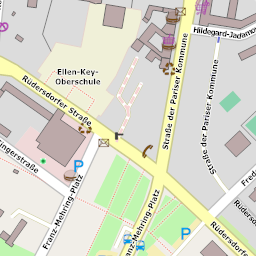 Hildegard-Jadamo
Ellen-Key-
Oberschule
Rüdersdorfer Straße
Straße der Pariser Kommune
Straße der Pariser Kommune
ingerstraße
Franz-Mehring-Platz
Franz-Mehring-Platz
Rüdersdorfer
Fred
P
P